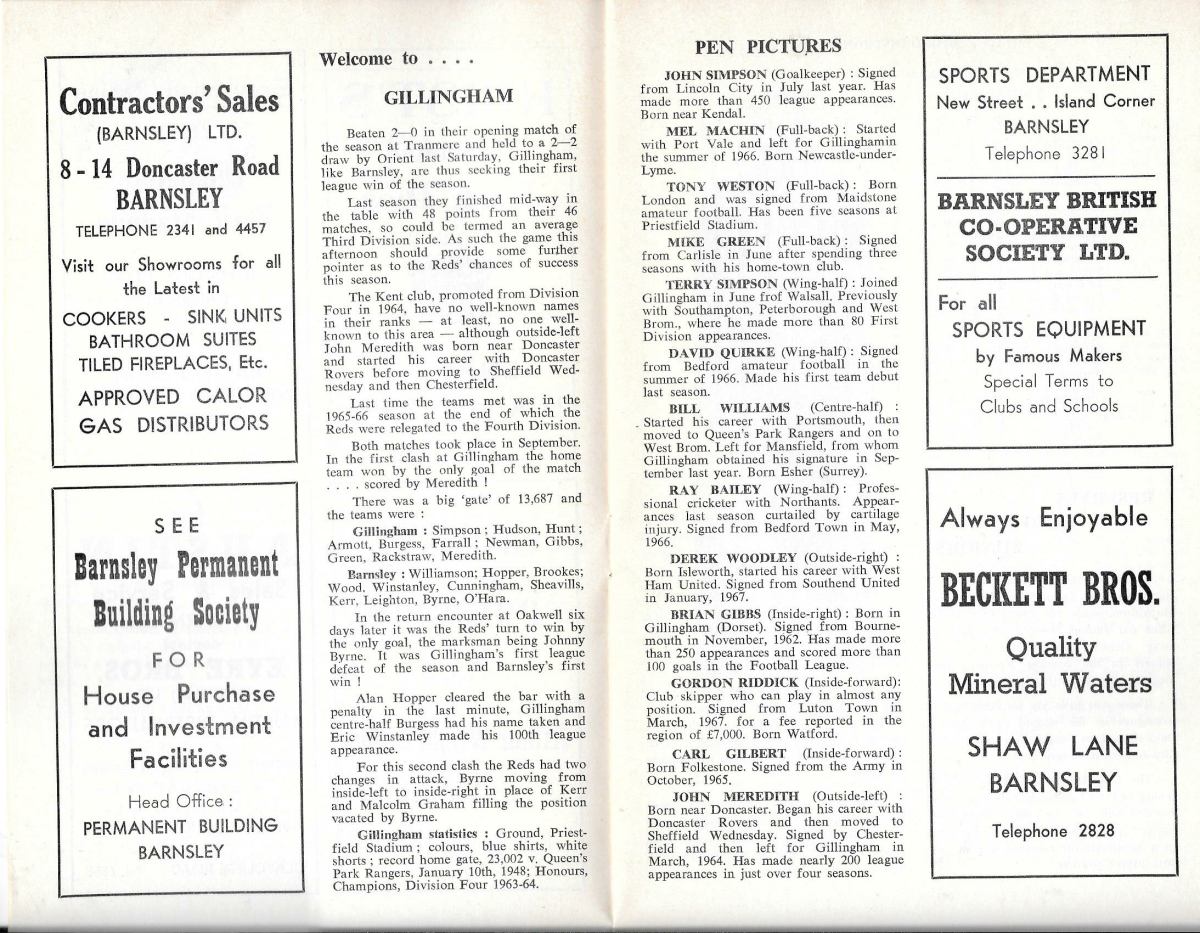 Contractors' Sales
(BARNSLEY) LTD.
8 - 14 Doncaster Road
BARNSLEY
TELEPHONE 2341 and 4457
Visit our Showrooms for all
the Latest in
COOKERS - SINK UNITS
BATHROOM SUITES
TILED FIREPLACES, Etc.
APPROVED CALOR
GAS DISTRIBUTORS
SEE
Barnsley Permanent
Building Society
FOR
House Purchase
and Investment
Facilities
Head Office :
PERMANENT BUILDING
BARNSLEY
Welcome to . . . .
GILLINGHAM
Beaten 2—0 in their opening match of
the season at Tranmere and held to a 2—2
draw by Orient last Saturday, Gillingham,
like Barnsley, are thus seeking their first
league win of the season.
Last season they finished mid-way in
the table with 48 points from their 46
matches, so could be termed an average
Third Division side. As such the game this
afternoon should provide some further
pointer as to the Reds' chances of success
this season.
The Kent club, promoted from Division
Four in 1964, have no well-known names
in their ranks — at least, no one well-
known to this area — although outside-left
John Meredith was born near Doncaster
and started his career with Doncaster
Rovers before moving to Sheffield Wed-
nesday and then Chesterfield.
Last time the teams met was in the
1965-66 season at the end of which the
Reds were relegated to the Fourth Division.
Both matches took place in September.
In the first clash at Gillingham the home
team won by the only goal of the match
. . . . scored by Meredith !
There was a big 'gate' of 13,687 and
the teams were :
Gillingham : Simpson ; Hudson, Hunt ;
Armott, Burgess, Farrall ; Newman, Gibbs,
Green, Rackstraw, Meredith.
Barnsley : Williamson; Hopper, Brookes;
Wood, Winstanley, Cunningham, Sheavills,
Kerr, Leighton, Byrne, O'Hara.
In the return encounter at Oakwell six
days later it was the Reds' turn to win by
the only goal, the marksman being Johnny
Byrne. It was Gillingham's first league
defeat of the season and Barnsley's first
win !
Alan Hopper cleared the bar with a
penalty in the last minute, Gillingham
centre-half Burgess had his name taken and
Eric Winstanley made his 100th league
appearance.
For this second clash the Reds had two
changes in attack, Byrne moving from
inside-left to inside-right in place of Kerr
and Malcolm Graham filling the position
vacated by Byrne.
Gillingham statistics : Ground, Priest-
field Stadium ; colours, blue shirts, white
shorts ; record home gate, 23,002 v. Queen's
Park Rangers, January 10th, 1948; Honours,
Champions, Division Four 1963-64.
PEN PICTURES
JOHN SIMPSON (Goalkeeper) : Signed
from Lincoln City in July last year. Has
made more than 450 league appearances.
Born near Kendal.
MEL MACHIN (Full-back) : Started
with Port Vale and left for Gillinghamin
the summer of 1966. Born Newcastle-under-
Lyme.
TONY WESTON (Full-back) : Born
London and was signed from Maidstone
amateur football. Has been five seasons at
Priestfield Stadium.
MIKE GREEN (Full-back) : Signed
from Carlisle in June after spending three
seasons with his home-town club.
TERRY SIMPSON (Wing-half) : Joined
Gillingham in June frof Walsall. Previously
with Southampton, Peterborough and West
Brom., where he made more than 80 First
Division appearances.
DAVID QUIRKE (Wing-half) : Signed
from Bedford amateur football in the
summer of 1966. Made his first team debut
last season.
BILL WILLIAMS (Centre-half) :
Started his career with Portsmouth, then
moved to Queen's Park Rangers and on to
West Brom. Left for Mansfield, from whom
Gillingham obtained his signature in Sep-
tember last year. Born Esher (Surrey).
RAY BAILEY (Wing-half) : Profes-
sional cricketer with Northants. Appear-
ances last season curtailed by cartilage
injury. Signed from Bedford Town in May,
1966.
DEREK WOODLEY (Outside-right) :
Born Isleworth, started his career with West
Ham United. Signed from Southend United
in January, 1967.
BRIAN GIBBS (Inside-right) : Born in
Gillingham (Dorset). Signed from Bourne-
mouth in November, 1962. Has made more
than 250 appearances and scored more than
100 goals in the Football League.
GORDON RIDDICK (Inside-forward):
Club skipper who can play in almost any
position. Signed from Luton Town in
March, 1967. for a fee reported in the
region of £7,000. Born Watford.
CARL GILBERT (Inside-forward) :
Born Folkestone. Signed from the Army in
October, 1965.
JOHN MEREDITH (Outside-left) :
Born near Doncaster. Began his career with
Doncaster Rovers and then moved to
Sheffield Wednesday. Signed by Chester-
field and then left for Gillingham in
March, 1964. Has made nearly 200 league
appearances in just over four seasons.
SPORTS DEPARTMENT
New Street . . Island Corner
BARNSLEY
Telephone 3281
BARNSLEY BRITISH
CO-OPERATIVE
SOCIETY LTD.
For all
SPORTS EQUIPMENT
by Famous Makers
Special Terms to
Clubs and Schools
Always Enjoyable
BECKETT BROS.
Quality
Mineral Waters
SHAW LANE
BARNSLEY
Telephone 2828